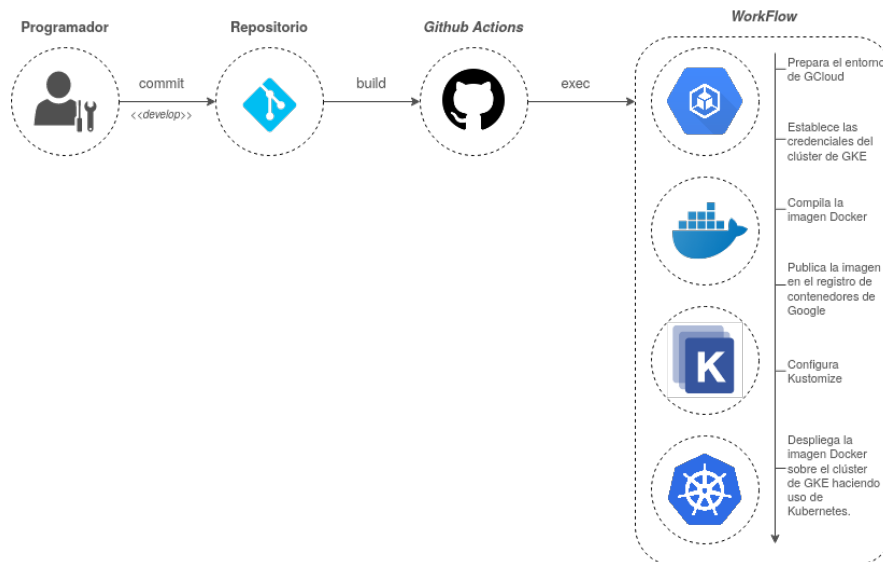 Programador
Repositorio
Github Actions
WorkFlow
commit
<<develop>>
build
exec
Prepara el entorno
de GCloud
Establece las
credenciales del
clúster de GKE
Compila la
imagen Docker
Publica la imagen
en el registro de
contenedores de
Google
K
Configura
Kustomize
Despliega la
imagen Docker
sobre el clúster
de GKE haciendo
uso de
Kubernetes.